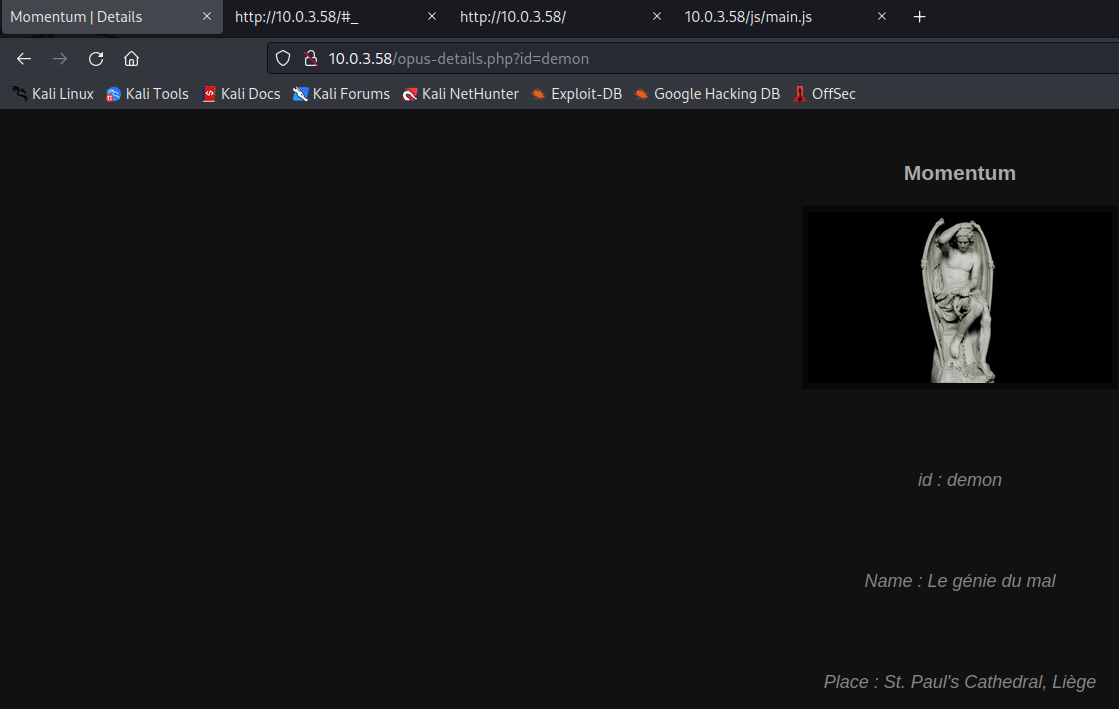 Momentum | Details
http://10.0.3.58/#_
http://10.0.3.58/
10.0.3.58/js/main.js
10.0.3.58/opus-details.php?id=demon
Kali Linux Kali Tools Kali Docs Kali Forums Kali NetHunter Exploit-DB Google Hacking DB OffSec
Momentum
id : demon
Name : Le génie du mal
Place : St. Paul's Cathedral, Liège